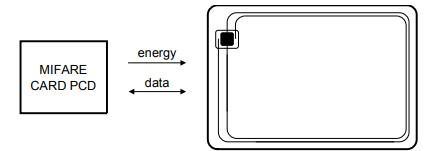 MIFARE
CARD PCD
energy
data